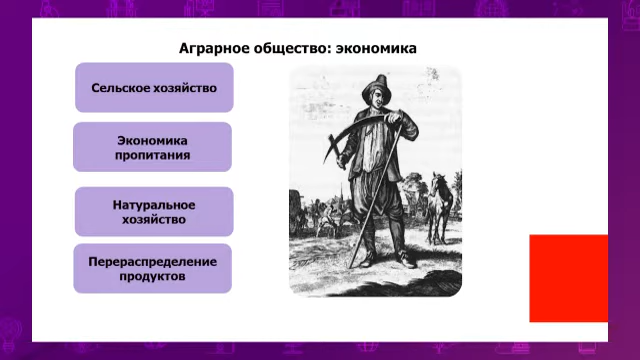 Аграрное общество: экономика
Сельское хозяйство
Экономика
пропитания
Натуральное
хозяйство
Перераспределение
продуктов